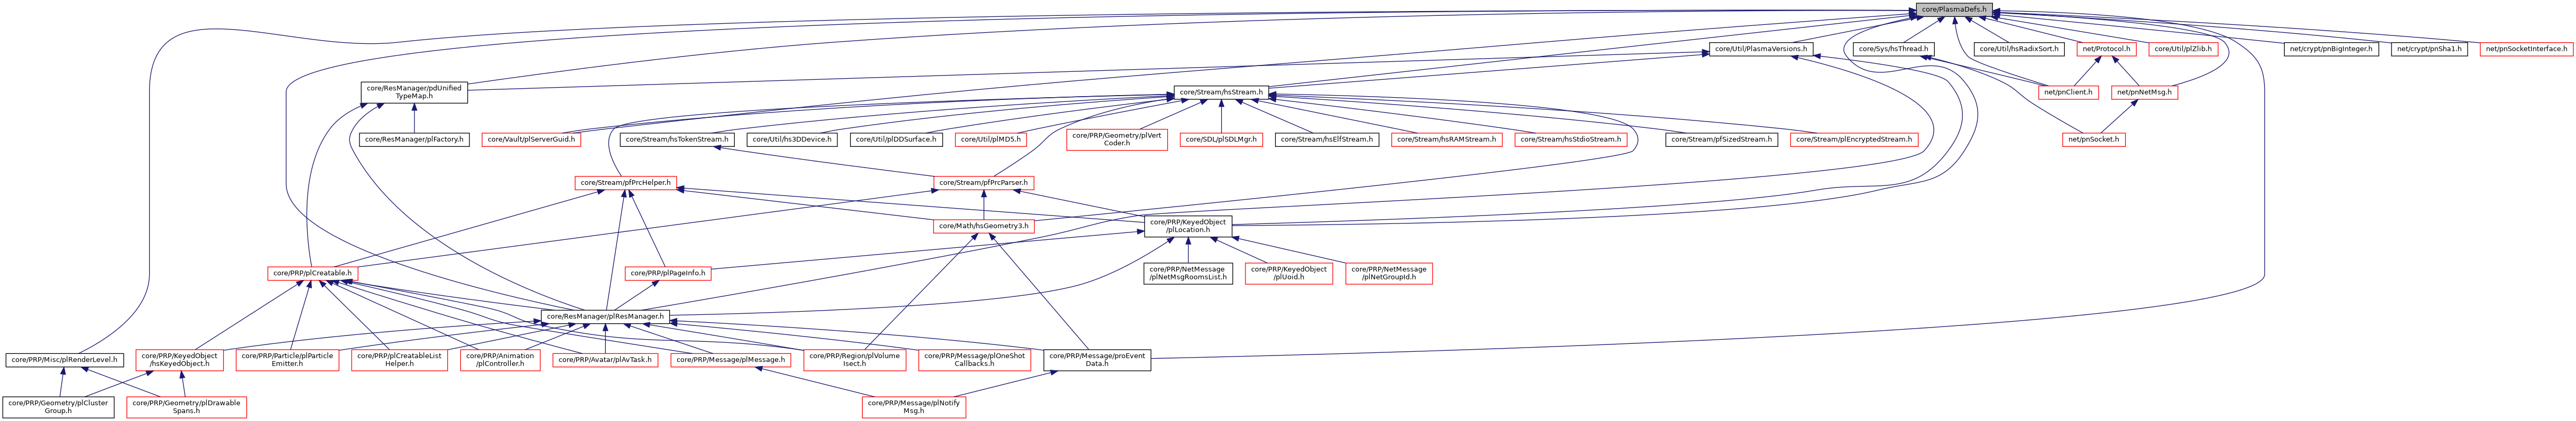 core/PlasmaDefs.h
core/Util/PlasmaVersions.h
core/Sys/hsThread.h
core/Util/hsRadixSort.h
net/Protocol.h
core/Util/plZlib.h
net/crypt/pnBigInteger.h
net/crypt/pnSha1.h
net/pnSocketInterface.h
core/ResManager/pdUnified
TypeMap.h
core/Stream/hsStream.h
net/pnClient.h
net/pnNetMsg.h
core/ResManager/plFactory.h
core/Vault/plServerGuid.h
core/Stream/hsTokenStream.h
core/Util/hs3DDevice.h
core/Util/plDDSurface.h
core/Util/plMD5.h
core/PRP/Geometry/plVert
Coder.h
core/SDL/plSDLMgr.h
core/Stream/hsElfStream.h
core/Stream/hsRAMStream.h
core/Stream/hsStdioStream.h
core/Stream/pfSizedStream.h
core/Stream/plEncryptedStream.h
net/pnSocket.h
core/Stream/pfPrcHelper.h
core/Stream/pfPrcParser.h
core/Math/hsGeometry3.h
core/PRP/KeyedObject
/plLocation.h
core/PRP/plCreatable.h
core/PRP/plPageInfo.h
core/PRP/NetMessage
/plNetMsgRoomsList.h
core/PRP/KeyedObject
/plUoid.h
core/PRP/NetMessage
/plNetGroupId.h
core/ResManager/plResManager.h
core/PRP/Misc/plRenderLevel.h
core/PRP/KeyedObject
/hsKeyedObject.h
core/PRP/Particle/plParticle
Emitter.h
core/PRP/plCreatableList
Helper.h
core/PRP/Animation
/plController.h
core/PRP/Avatar/plAvTask.h
core/PRP/Message/plMessage.h
core/PRP/Region/plVolume
Isect.h
core/PRP/Message/plOneShot
Callbacks.h
core/PRP/Message/proEvent
Data.h
core/PRP/Geometry/plCluster
Group.h
core/PRP/Geometry/plDrawable
Spans.h
core/PRP/Message/plNotify
Msg.h